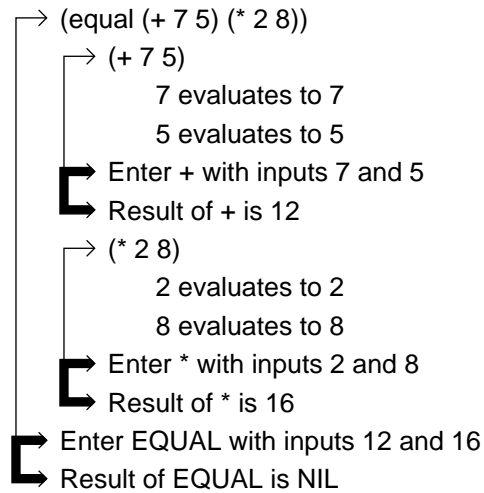 (equal (+ 7 5) (* 2 8))
(+ 7 5)
7 evaluates to 7
5 evaluates to 5
Enter + with inputs 7 and 5
Result of + is 12
(* 2 8)
2 evaluates to 2
8 evaluates to 8
Enter * with inputs 2 and 8
Result of * is 16
Enter EQUAL with inputs 12 and 16
Result of EQUAL is NIL